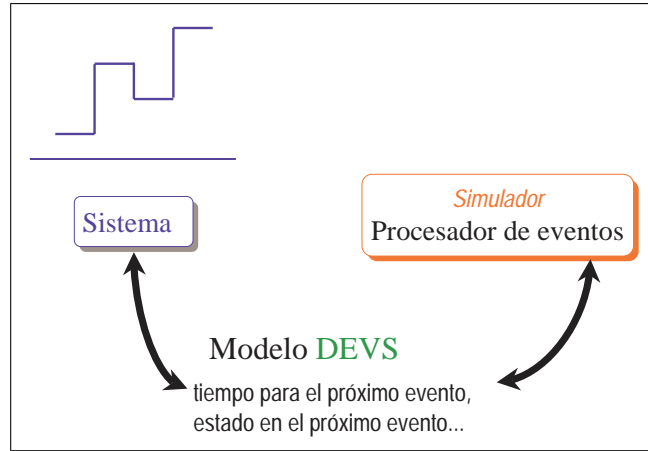 Sistema
Simulador
Procesador de eventos
Modelo DEVS
tiempo para el próximo evento,
estado en el próximo evento...